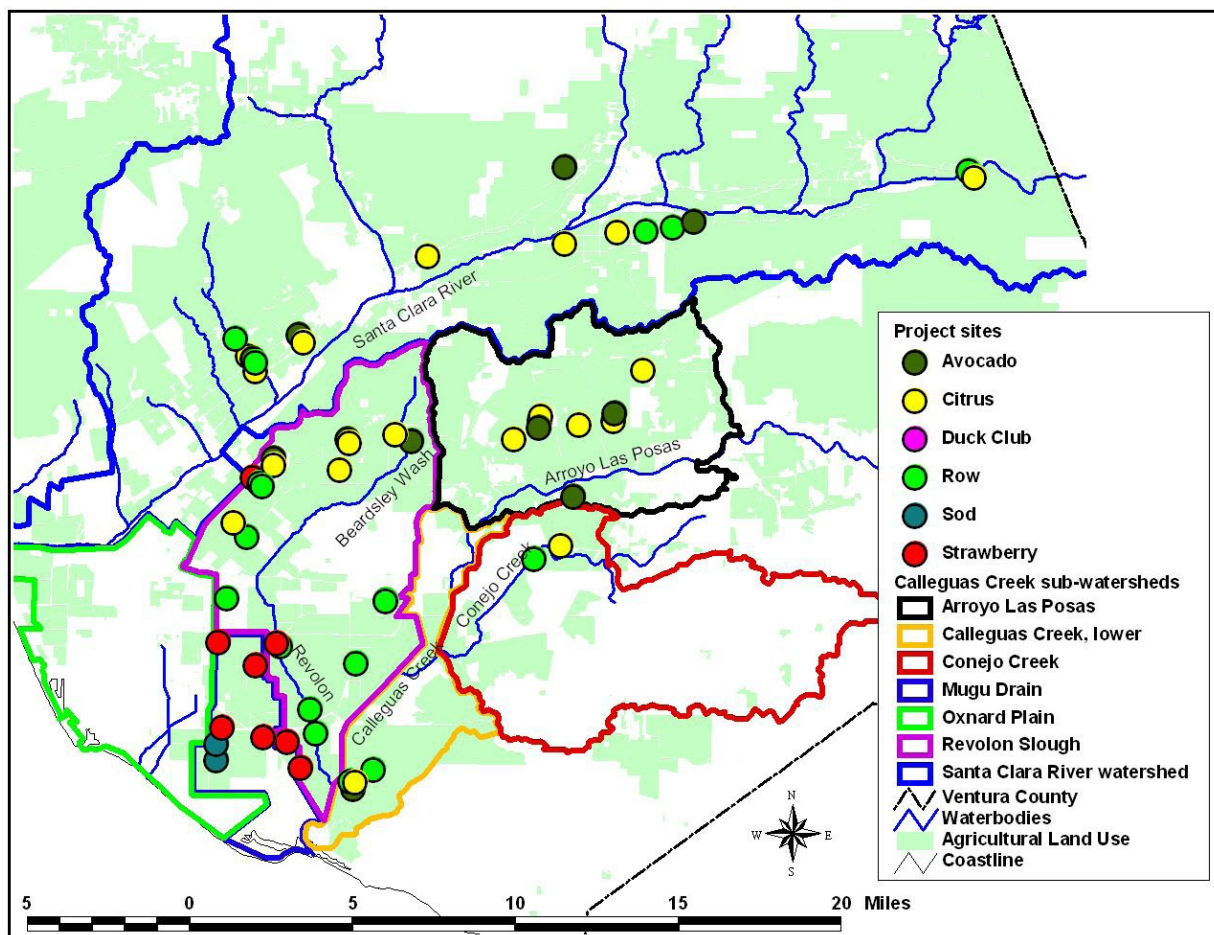 Santa Clara River
Beardsley Wash
Arroyo Las Posas
Conejo Creek
Revolon
Calleguas Creek
Project sites
Avocado
Citrus
Duck Club
Row
Sod
Strawberry
Calleguas Creek sub-watersheds
Arroyo Las Posas
Calleguas Creek, lower
Conejo Creek
Mugu Drain
Oxnard Plain
Revolon Slough
Santa Clara River watershed
Ventura County
Waterbodies
Agricultural Land Use
Coastline
N
W E
S
5 0 5 10 15 20 Miles